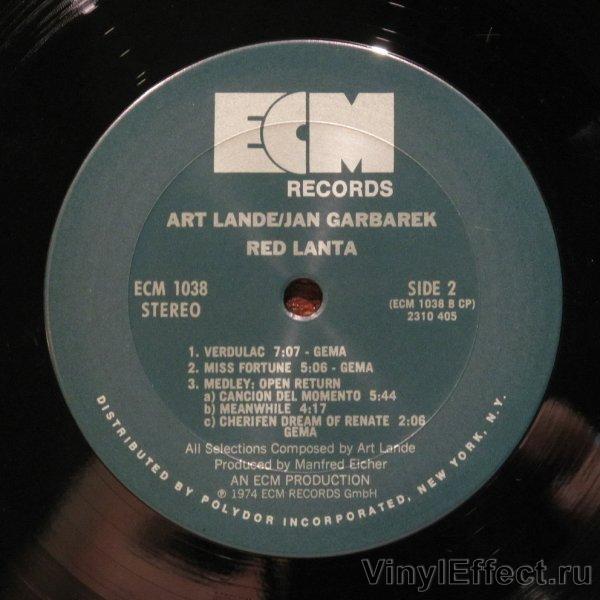 ECM
RECORDS
ART LANDE/JAN GARBAREK
RED LANTA
ECM 1038
STEREO
SIDE 2
(ECM 1038 B CP)
2310 405
1. VERDULAC 7:07 - GEMA
2. MISS FORTUNE 5:06 - GEMA
3. MEDLEY: OPEN RETURN
a) CANCION DEL MOMENTO 5:44
b) MEANWHILE 4:17
c) CHERIFEN DREAM OF RENATE 2:06
GEMA
All Selections Composed by Art Lande
Produced by Manfred Eicher
AN ECM PRODUCTION
℗ 1974 ECM RECORDS GmbH
DISTRIBUTED BY POLYDOR INCORPORATED, NEW YORK, N.Y.
VinylEffect.ru